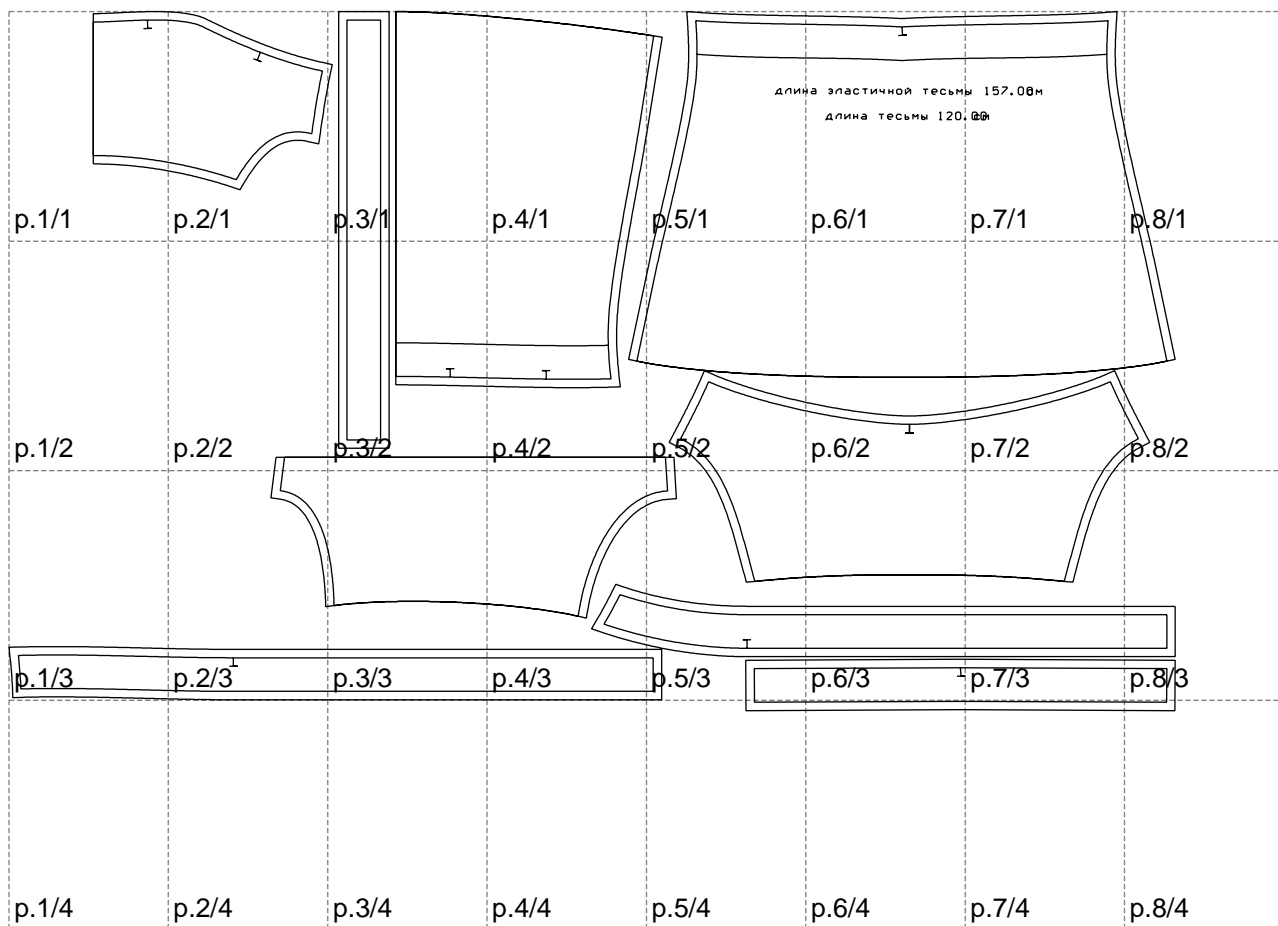 длина эластичной тесьмы 157.00м
длина тесьмы 120.
p.1/1 p.2/1 p.3/1 p.4/1 p.5/1 p.6/1 p.7/1 p.8/1
p.1/2 p.2/2 p.3/2 p.4/2 p.5/2 p.6/2 p.7/2 p.8/2
p.1/3 p.2/3 p.3/3 p.4/3 p.5/3 p.6/3 p.7/3 p.8/3
p.1/4 p.2/4 p.3/4 p.4/4 p.5/4 p.6/4 p.7/4 p.8/4